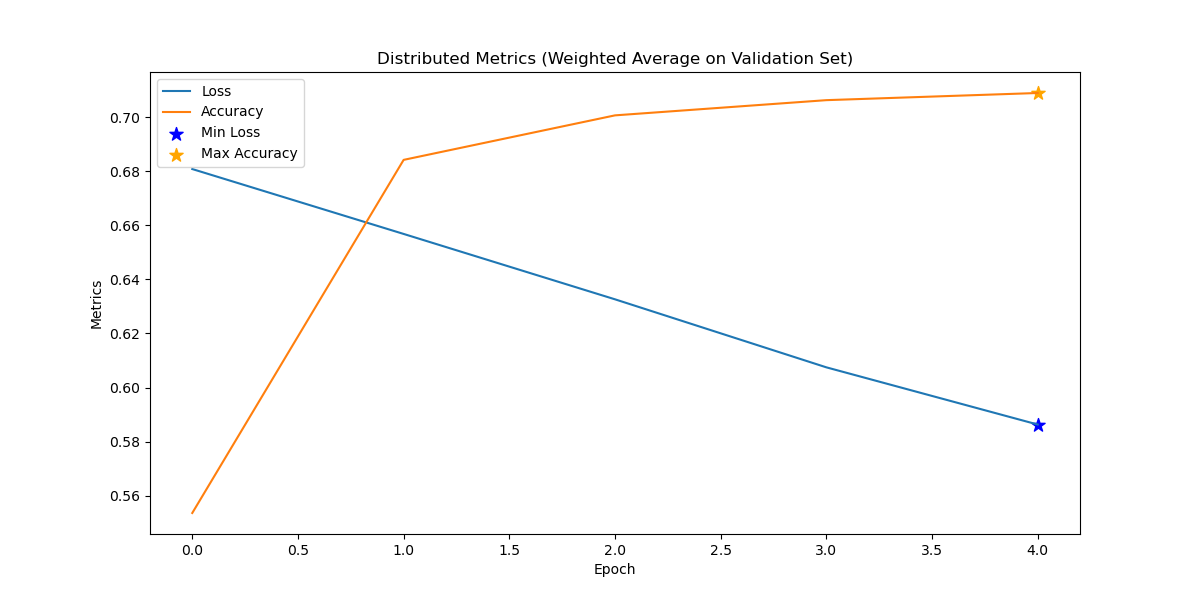 Distributed Metrics (Weighted Average on Validation Set)
Loss
Accuracy
Min Loss
Max Accuracy
Metrics
0.70
0.68
0.66
0.64
0.62
0.60
0.58
0.56
0.0 0.5 1.0 1.5 2.0 2.5 3.0 3.5 4.0
Epoch